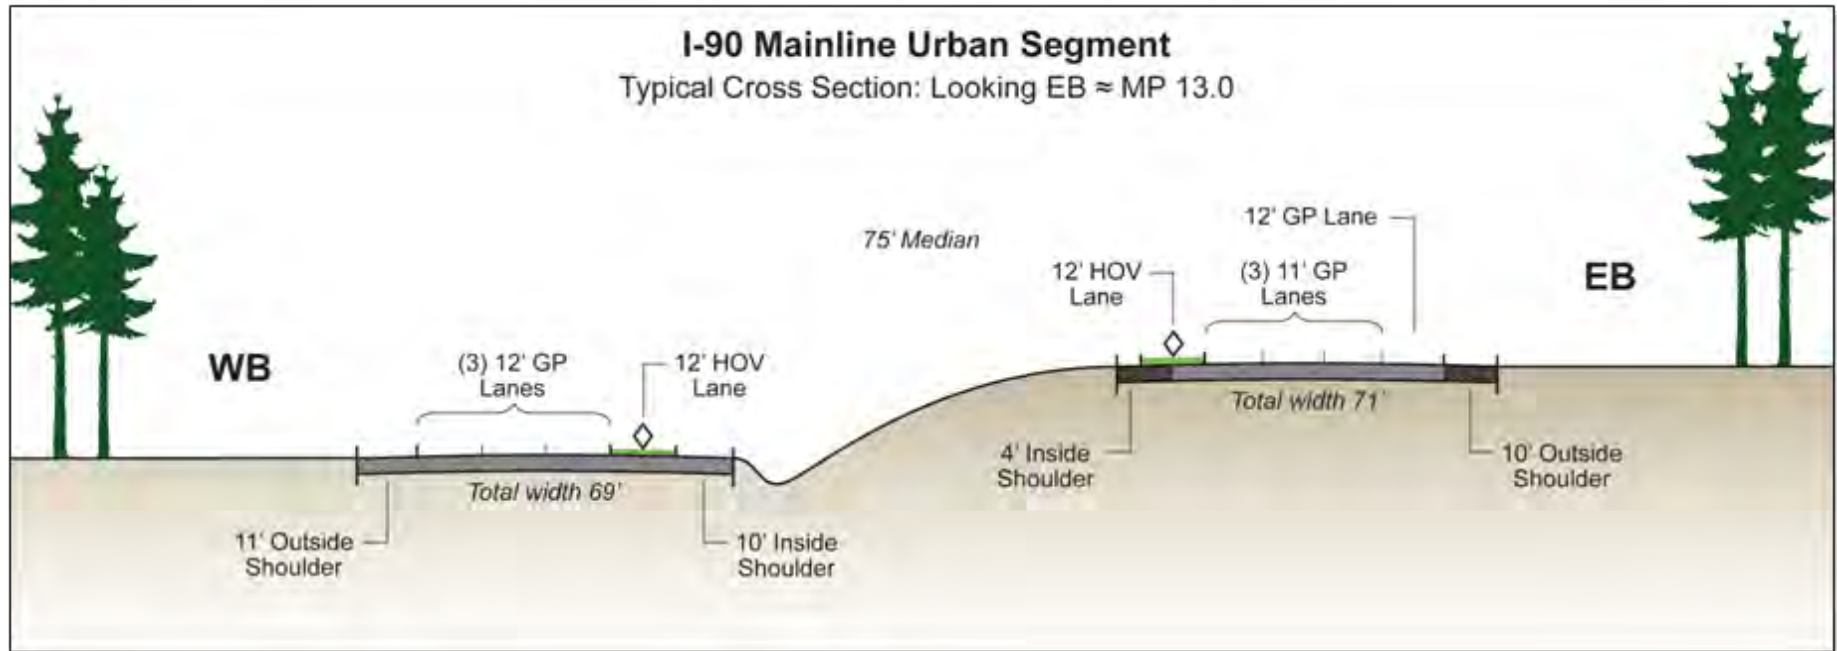 I-90 Mainline Urban Segment
Typical Cross Section: Looking EB ≈ MP 13.0
12' GP Lane
75' Median
12' HOV
Lane
(3) 11' GP
Lanes
EB
WB
(3) 12' GP
Lanes
12' HOV
Lane
Total width 71'
4' Inside
Shoulder
10' Outside
Shoulder
Total width 69'
11' Outside
Shoulder
10' Inside
Shoulder